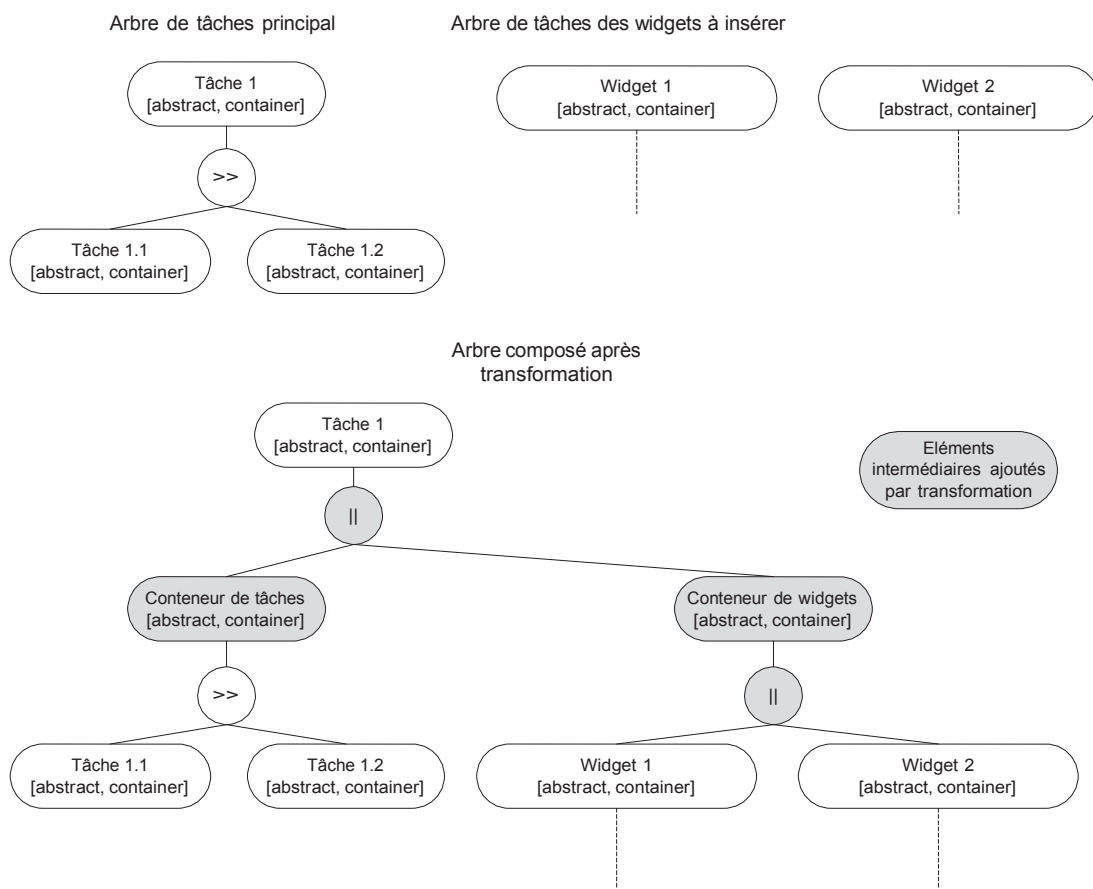 Arbre de tâches principal
Arbre de tâches des widgets à insérer
Tâche 1
[abstract, container]
Widget 1
[abstract, container]
Widget 2
[abstract, container]
>>
Tâche 1.1
[abstract, container]
Tâche 1.2
[abstract, container]
Arbre composé après
transformation
Tâche 1
[abstract, container]
Eléments
intermédiaires ajoutés
par transformation
||
Conteneur de tâches
[abstract, container]
Conteneur de widgets
[abstract, container]
>>
||
Tâche 1.1
[abstract, container]
Tâche 1.2
[abstract, container]
Widget 1
[abstract, container]
Widget 2
[abstract, container]